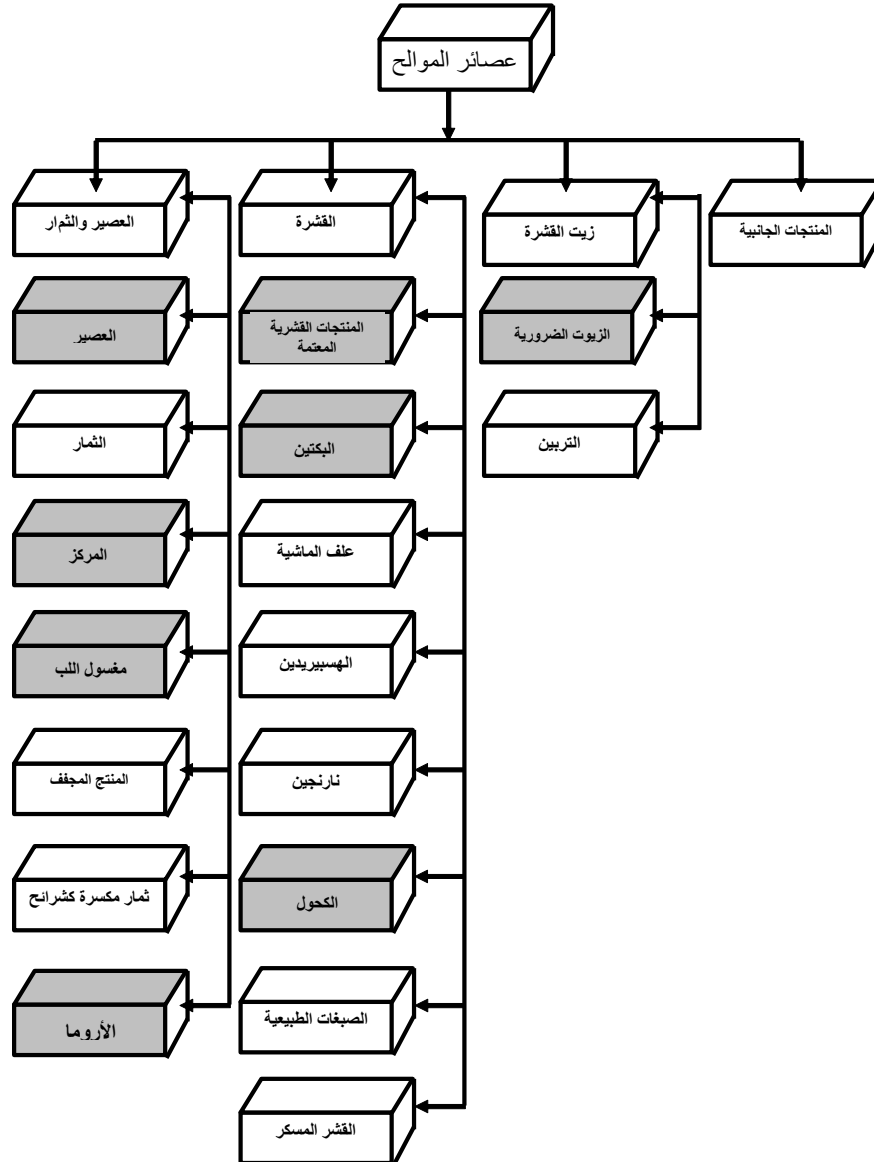 عصائر الموالح
العصير والثمار
القشرة
زيت القشرة
المنتجات الجانبية
العصير
المنتجات القشرية
المعتمة
الزيوت الضرورية
الثمار
البكتين
التربين
المركز
علف الماشية
مغسول اللب
الهسبيريدين
المنتج المجفف
نارنجين
ثمار مكسرة كشرائح
الكحول
الأروما
الصبغات الطبيعية
القشر المسكر